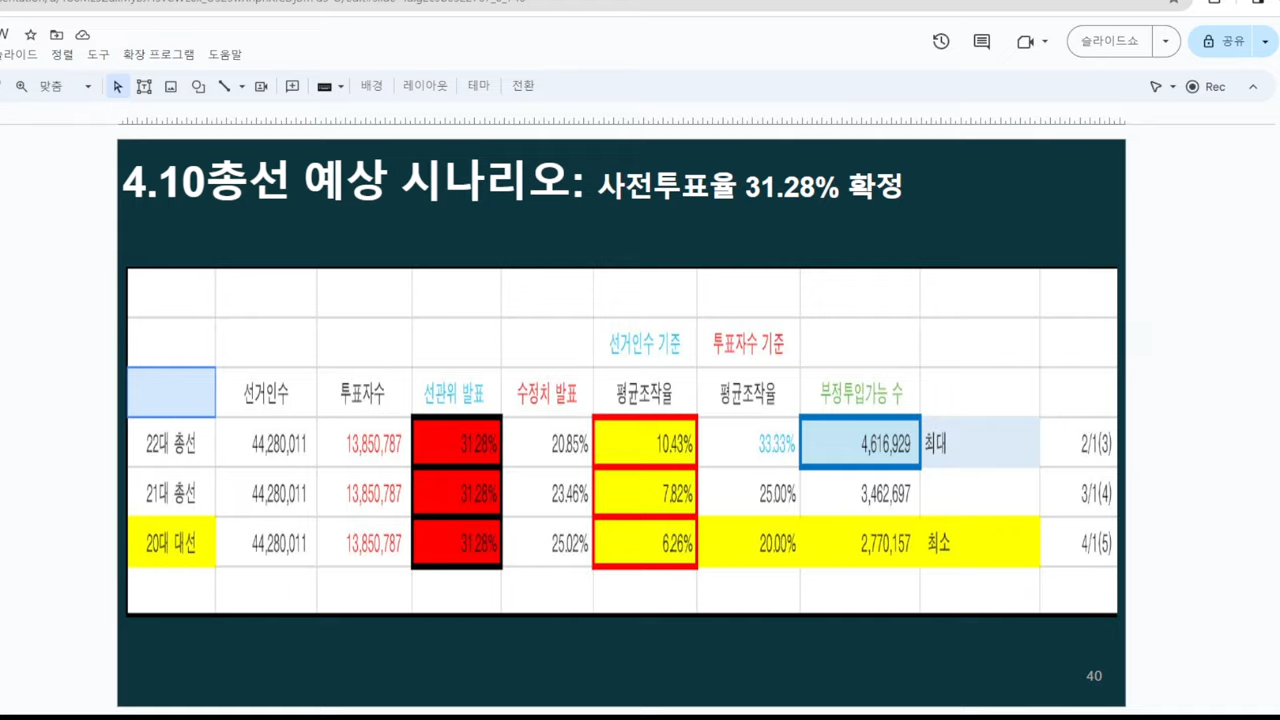 슬라이드 정렬 도구 확장 프로그램 도움말
슬라이드쇼
공유
맞춤
배경 레이아웃 테마 전환
Rec
4.10총선 예상 시나리오: 사전투표율 31.28% 확정
선거인수 기준 투표자수 기준
선거인수 투표자수 선관위 발표 수정치 발표 평균조작율 평균조작율 부정투입가능 수
22대 총선 44,280,011 13,850,787 31.28% 20.85% 10.43% 33.33% 4,616,929 최대 2/1(3)
21대 총선 44,280,011 13,850,787 31.28% 23.46% 7.82% 25.00% 3,462,697 3/1(4)
20대 대선 44,280,011 13,850,787 31.28% 25.02% 6.26% 20.00% 2,770,157 최소 4/1(5)
40